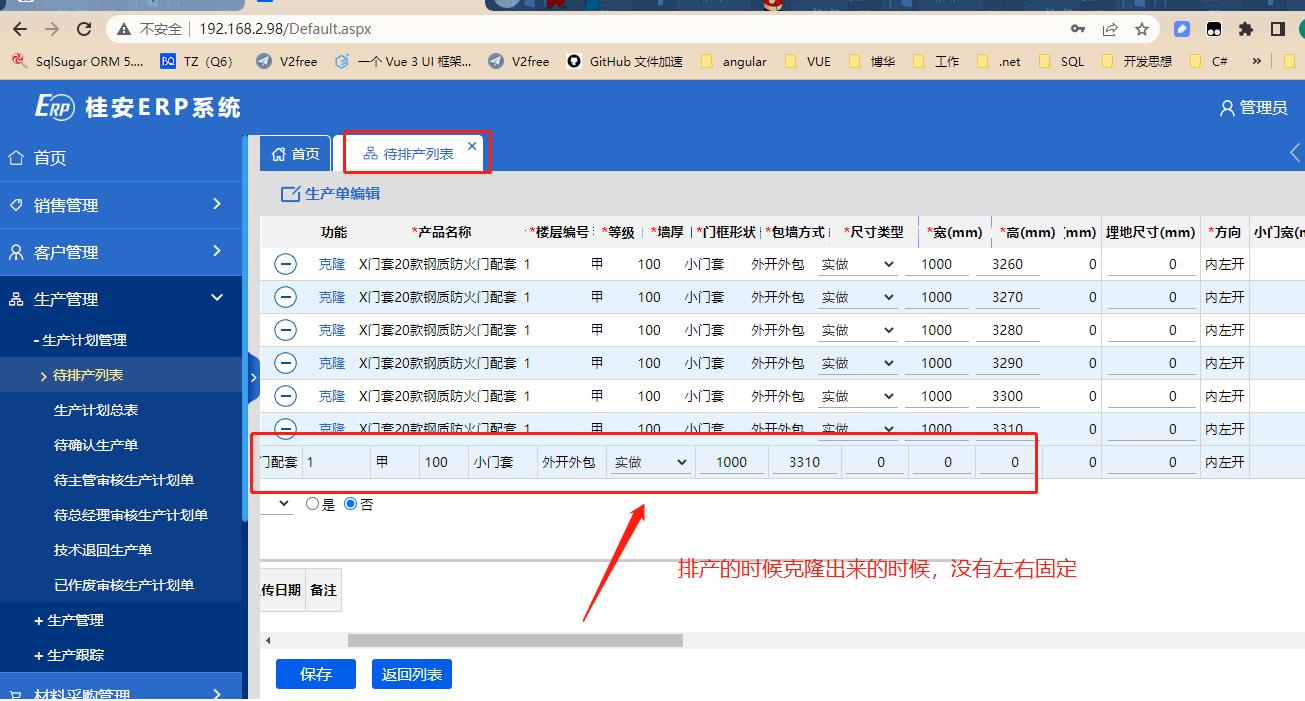 不安全 192.168.2.98/Default.aspx
SqlSugar ORM 5.... TZ（Q6） V2free 一个 Vue 3 UI 框架... V2free GitHub 文件加速 angular VUE 博华 工作 .net SQL 开发思想 C# »
ERP 桂安ERP系统 管理员
首页
销售管理
客户管理
生产管理
- 生产计划管理
待排产列表
生产计划总表
待确认生产单
待主管审核生产计划单
待总经理审核生产计划单
技术退回生产单
已作废审核生产计划单
+ 生产管理
+ 生产跟踪
材料采购管理
首页 待排产列表 ×
生产单编辑
功能 *产品名称 *楼层编号 *等级 *墙厚 *门框形状 *包墙方式 *尺寸类型 *宽(mm) *高(mm) (mm) 埋地尺寸(mm) *方向 小门宽(m
克隆 X门套20款钢质防火门配套 1 甲 100 小门套 外开外包 实做 1000 3260 0 0 内左开
克隆 X门套20款钢质防火门配套 1 甲 100 小门套 外开外包 实做 1000 3270 0 0 内左开
克隆 X门套20款钢质防火门配套 1 甲 100 小门套 外开外包 实做 1000 3280 0 0 内左开
克隆 X门套20款钢质防火门配套 1 甲 100 小门套 外开外包 实做 1000 3290 0 0 内左开
克隆 X门套20款钢质防火门配套 1 甲 100 小门套 外开外包 实做 1000 3300 0 0 内左开
克隆 X门套20款钢质防火门配套 1 甲 100 小门套 外开外包 实做 1000 3310 0 0 内左开
门配套 1 甲 100 小门套 外开外包 实做 1000 3310 0 0 0 0 0 内左开
是 否
排产的时候克隆出来的时候，没有左右固定
传日期 备注
保存 返回列表